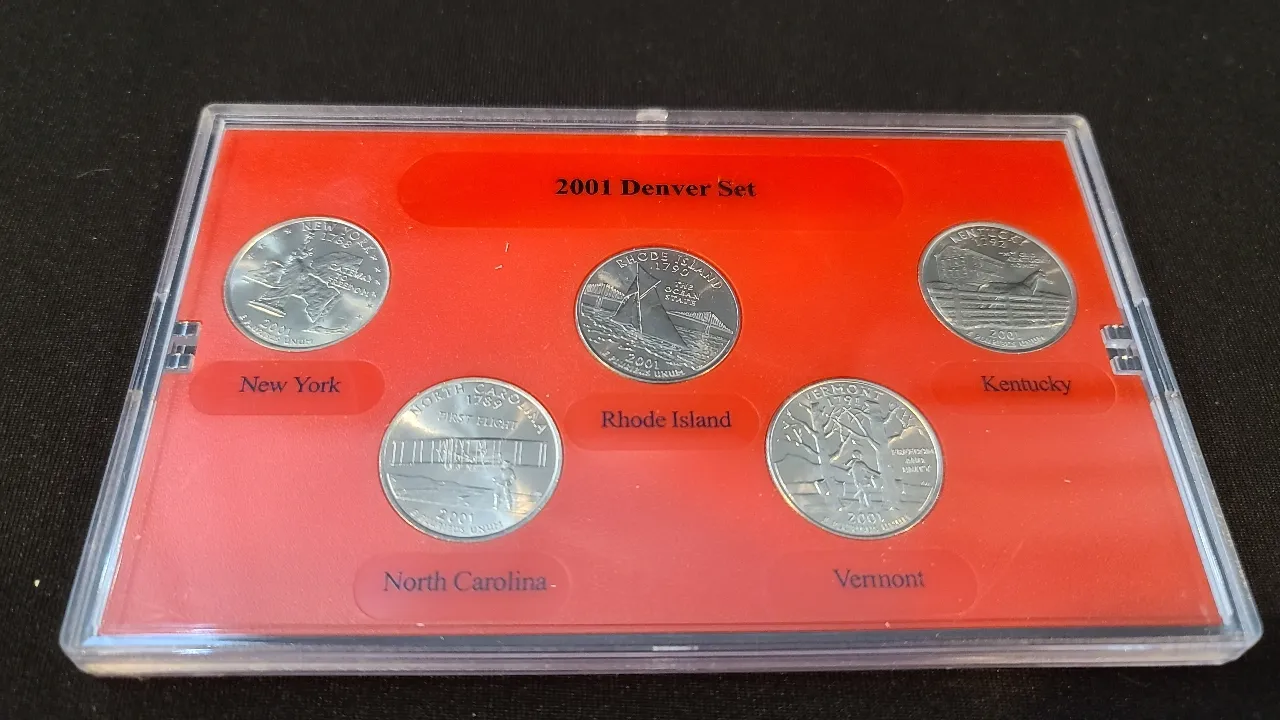 2001 Denver Set
NEW YORK
1788
GATEWAY
TO
FREEDOM
2001
E PLURIBUS UNUM
New York
NORTH CAROLINA
1789
FIRST FLIGHT
2001
E PLURIBUS UNUM
North Carolina
RHODE ISLAND
1790
THE
OCEAN
STATE
2001
E PLURIBUS UNUM
Rhode Island
VERMONT
1791
FREEDOM
AND
UNITY
2001
E PLURIBUS UNUM
Vermont
KENTUCKY
1792
2001
E PLURIBUS UNUM
Kentucky